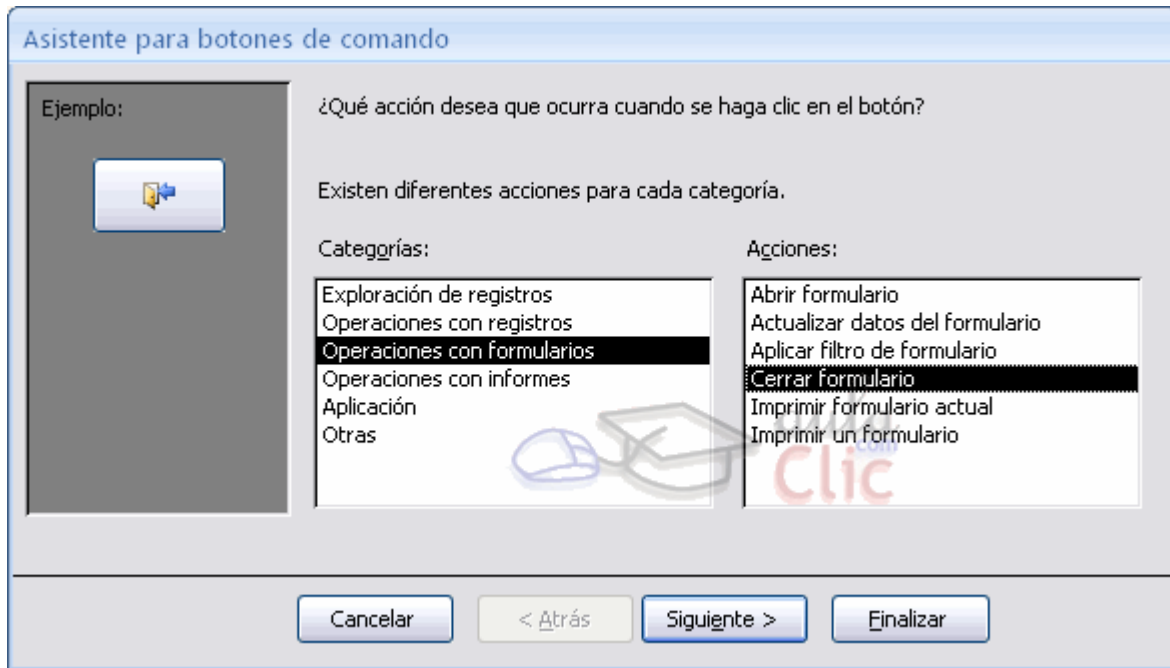 Asistente para botones de comando
Ejemplo:
¿Qué acción desea que ocurra cuando se haga clic en el botón?
Existen diferentes acciones para cada categoría.
Categorías:
Exploración de registros
Operaciones con registros
Operaciones con formularios
Operaciones con informes
Aplicación
Otras
Acciones:
Abrir formulario
Actualizar datos del formulario
Aplicar filtro de formulario
Cerrar formulario
Imprimir formulario actual
Imprimir un formulario
aula
.com
Clic
Cancelar
< Atrás
Siguiente >
Finalizar